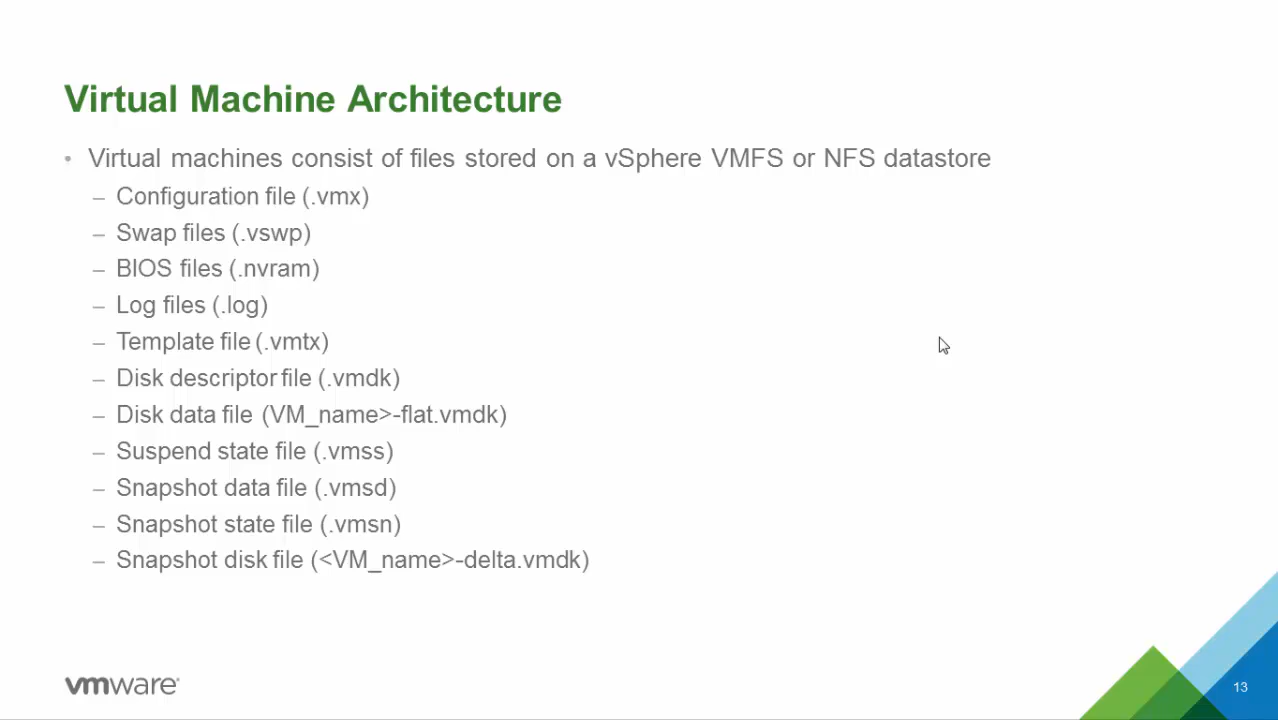 Virtual Machine Architecture
• Virtual machines consist of files stored on a vSphere VMFS or NFS datastore
– Configuration file (.vmx)
– Swap files (.vswp)
– BIOS files (.nvram)
– Log files (.log)
– Template file (.vmtx)
– Disk descriptor file (.vmdk)
– Disk data file (VM_name>-flat.vmdk)
– Suspend state file (.vmss)
– Snapshot data file (.vmsd)
– Snapshot state file (.vmsn)
– Snapshot disk file (<VM_name>-delta.vmdk)
vmware®
13